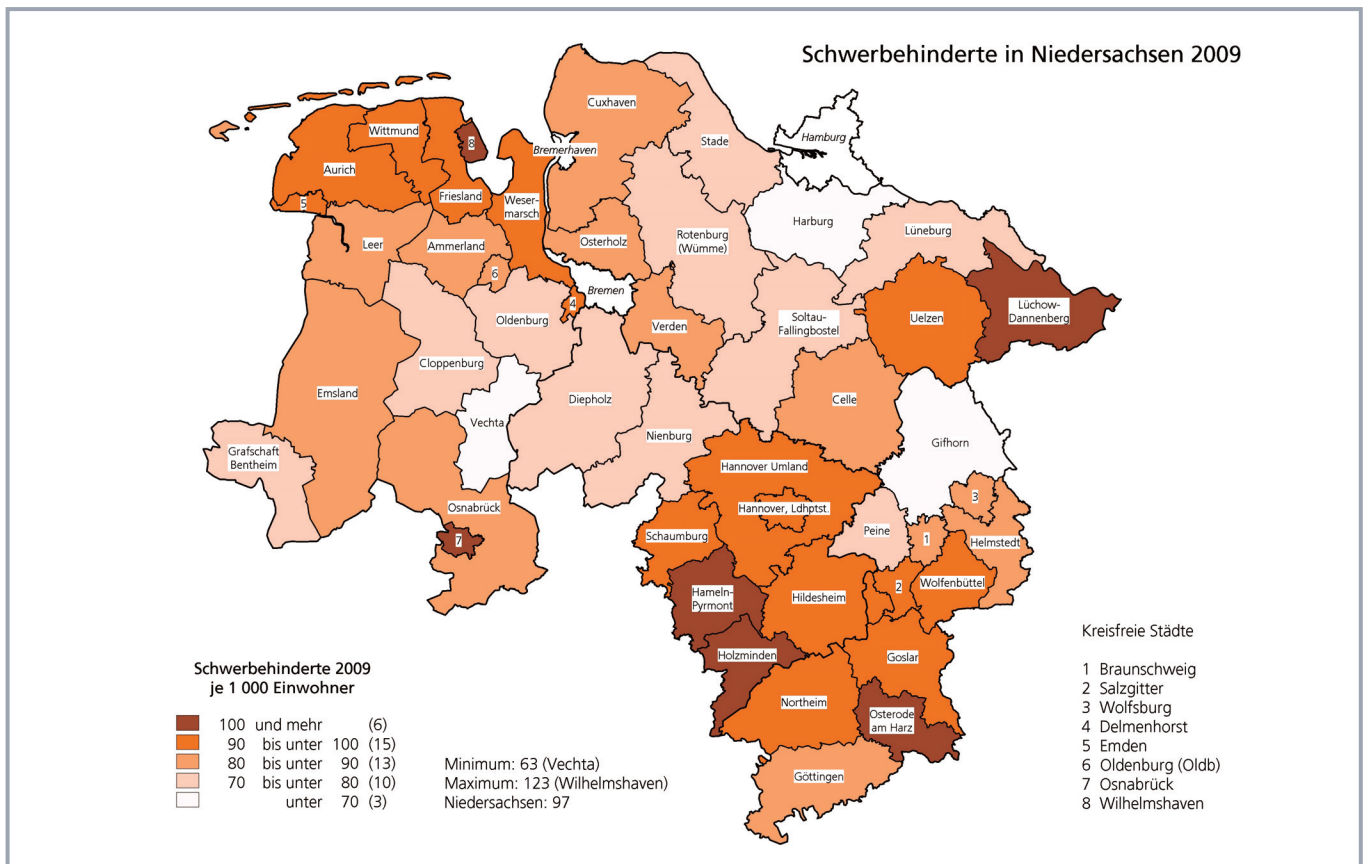 Schwerbehinderte in Niedersachsen 2009
Cuxhaven
Wittmund
Stade
Hamburg
8
Bremerhaven
Aurich
Friesland
Weser-
marsch
5
Harburg
Rotenburg
(Wümme)
Lüneburg
Leer
Ammerland
Osterholz
6
Bremen
4
Lüchow-
Dannenberg
Oldenburg
Verden
Soltau-
Fallingbostel
Uelzen
Cloppenburg
Emsland
Diepholz
Celle
Vechta
Nienburg
Gifhorn
Grafschaft
Bentheim
Hannover Umland
3
Osnabrück
Hannover, Ldhptst.
Peine
Schaumburg
7
1
Helmstedt
Wolfenbüttel
2
Hameln-
Pyrmont
Hildesheim
Holzminden
Goslar
Northeim
Osterode
am Harz
Göttingen
Schwerbehinderte 2009
je 1 000 Einwohner
100 und mehr (6)
90 bis unter 100 (15)
80 bis unter 90 (13)
70 bis unter 80 (10)
unter 70 (3)
Minimum: 63 (Vechta)
Maximum: 123 (Wilhelmshaven)
Niedersachsen: 97
Kreisfreie Städte
1 Braunschweig
2 Salzgitter
3 Wolfsburg
4 Delmenhorst
5 Emden
6 Oldenburg (Oldb)
7 Osnabrück
8 Wilhelmshaven